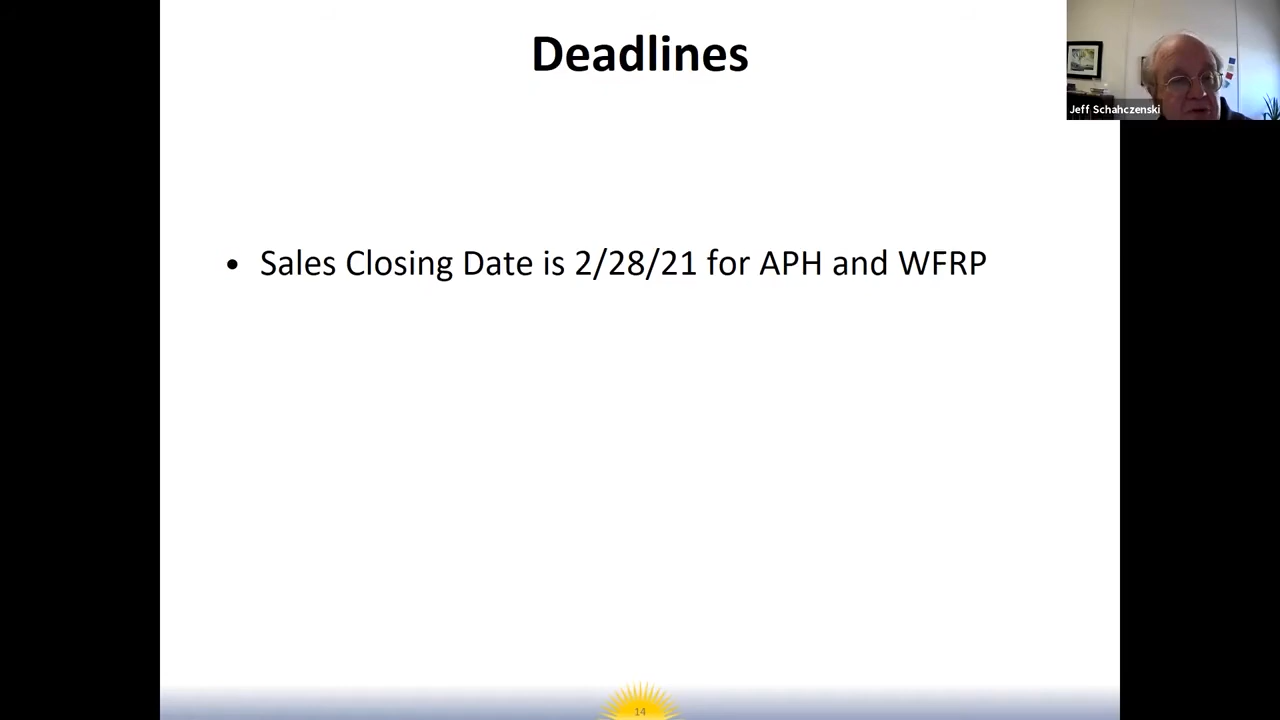 Deadlines
Jeff Schahczenski
• Sales Closing Date is 2/28/21 for APH and WFRP
14